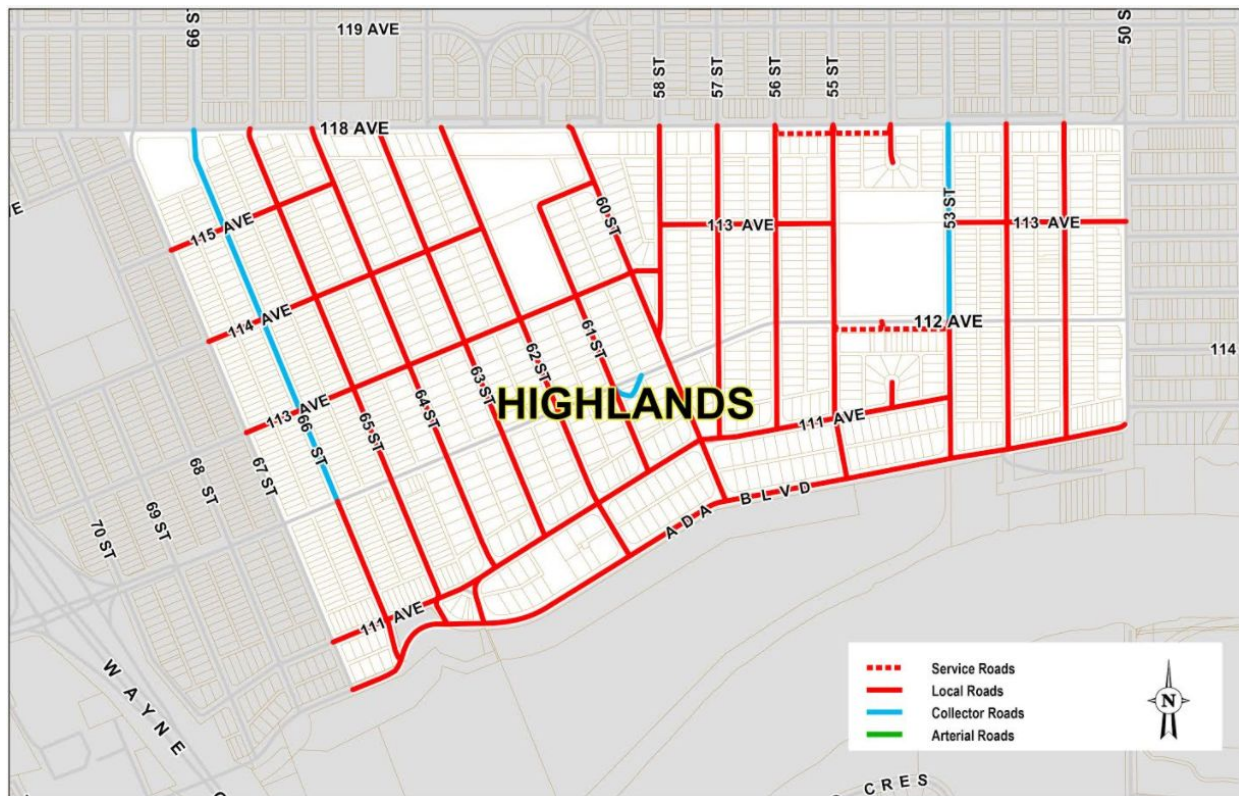 66 ST
119 AVE
50 S
58 ST
57 ST
56 ST
55 ST
118 AVE
115 AVE
60 ST
113 AVE
53 ST
113 AVE
114 AVE
112 AVE
114
61 ST
62 ST
63 ST
64 ST
65 ST
HIGHLANDS
113 AVE
66 ST
67 ST
68 ST
69 ST
70 ST
111 AVE
ADA BLVD
111 AVE
WAYNE
Service Roads
Local Roads
Collector Roads
Arterial Roads
N
CRES